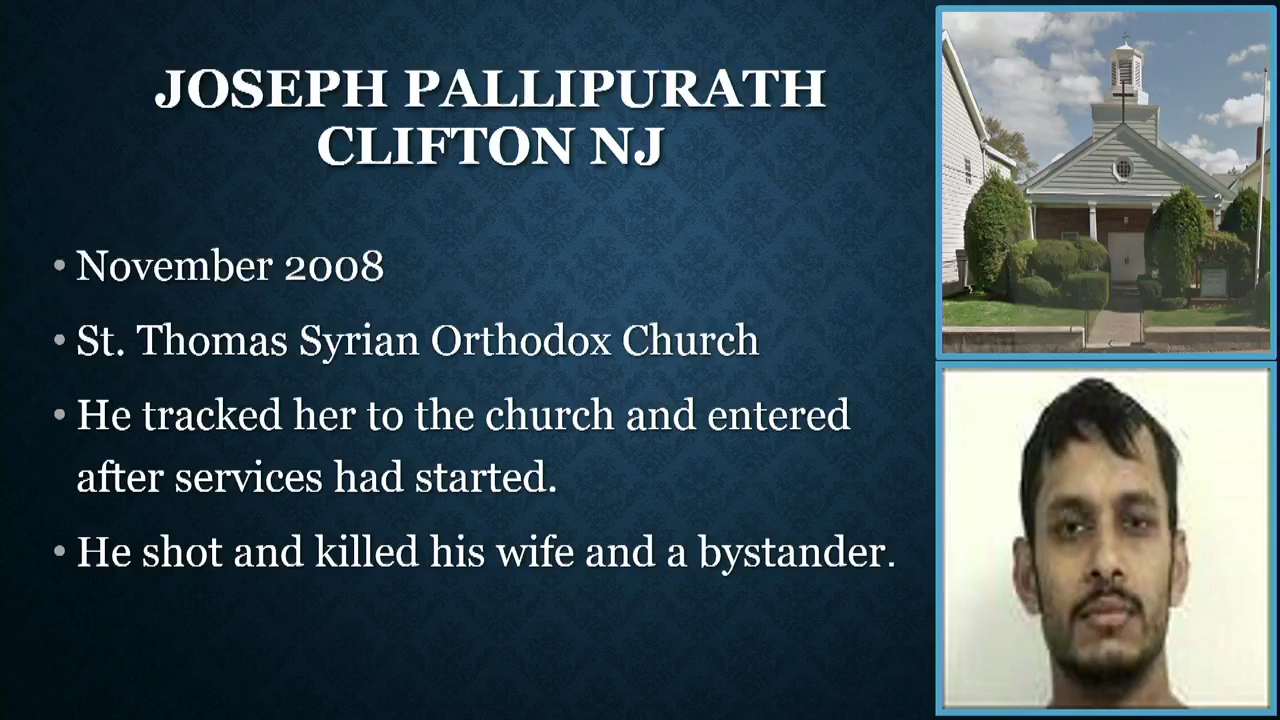 JOSEPH PALLIPURATH
CLIFTON NJ
• November 2008
• St. Thomas Syrian Orthodox Church
• He tracked her to the church and entered
after services had started.
• He shot and killed his wife and a bystander.